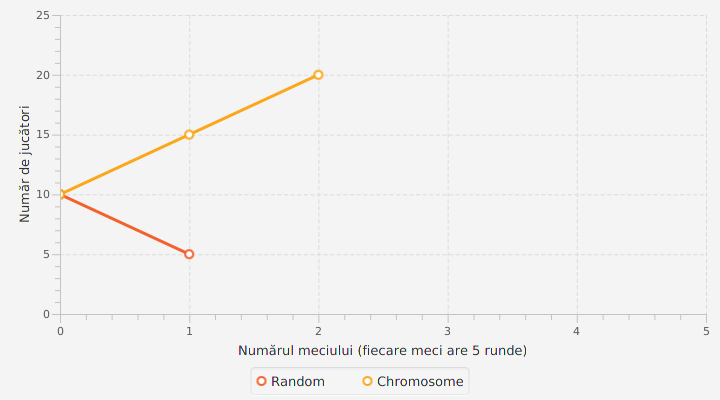 25
20
15
10
5
0
Număr de jucători
0 1 2 3 4 5
Numărul meciului (fiecare meci are 5 runde)
Random Chromosome